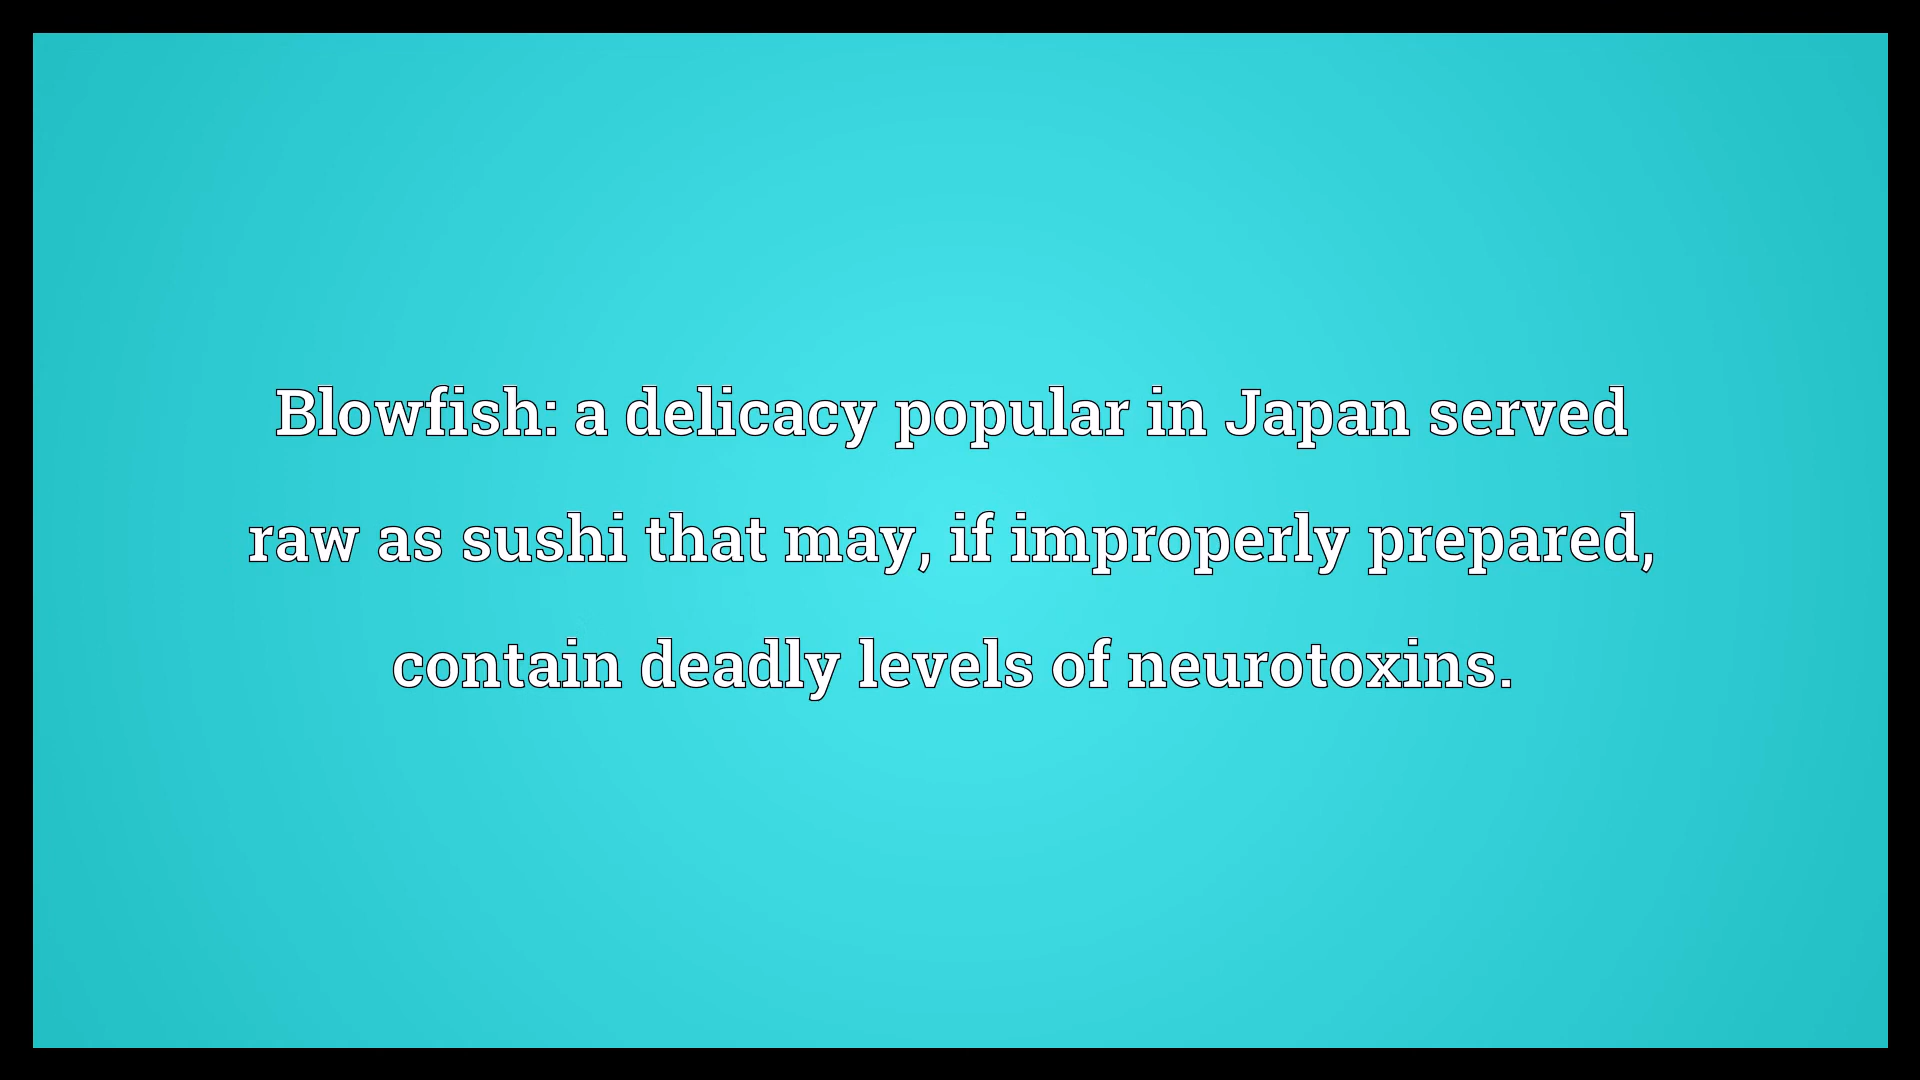 Blowfish: a delicacy popular in Japan served
raw as sushi that may, if improperly prepared,
contain deadly levels of neurotoxins.